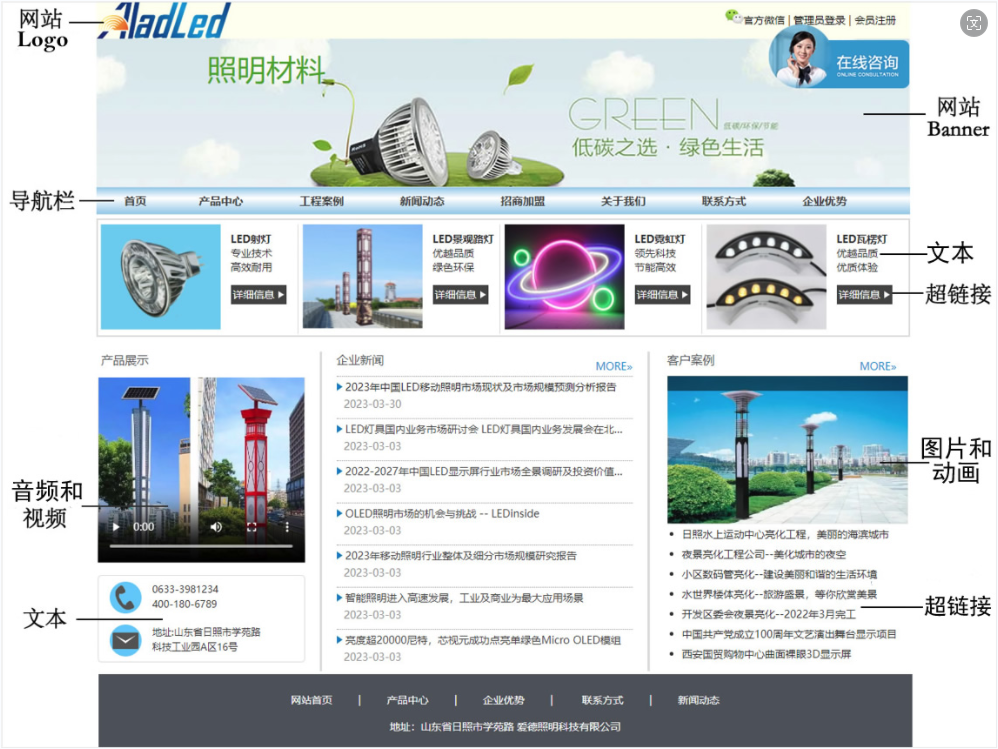 网站
Logo
AladLed
官方微信 | 管理员登录 | 会员注册
在线咨询
ONLINE CONSULTATION
照明材料
GREEN 低碳/环保/节能
低碳之选 · 绿色生活
网站
Banner
导航栏
首页 产品中心 工程案例 新闻动态 招商加盟 关于我们 联系方式 企业优势
LED射灯
专业技术
高效耐用
详细信息 ▶
LED景观路灯
优越品质
绿色环保
详细信息 ▶
LED霓虹灯
领先科技
节能高效
详细信息 ▶
LED瓦楞灯
优越品质
优质体验
详细信息 ▶
文本
超链接
产品展示
0:00
音频和
视频
0633-3981234
400-180-6789
地址:山东省日照市学苑路
科技工业园A区16号
文本
企业新闻
MORE»
2023年中国LED移动照明市场现状及市场规模预测分析报告
2023-03-30
LED灯具国内业务市场研讨会 LED灯具国内业务发展会在北...
2023-03-03
2022-2027年中国LED显示屏行业市场全景调研及投资价值...
2023-03-03
OLED照明市场的机会与挑战 -- LEDinside
2023-03-03
2023年移动照明行业整体及细分市场规模研究报告
2023-03-03
智能照明进入高速发展，工业及商业为最大应用场景
2023-03-03
亮度超20000尼特，芯视元成功点亮单绿色Micro OLED模组
2023-03-03
客户案例
MORE»
图片和
动画
• 日照水上运动中心亮化工程，美丽的海滨城市
• 夜景亮化工程公司--美化城市的夜空
• 小区数码管亮化--建设美丽和谐的生活环境
• 水世界楼体亮化--旅游盛景，等你欣赏美景
• 开发区委会夜景亮化--2022年3月完工
• 中国共产党成立100周年文艺演出舞台显示项目
• 西安国贸购物中心曲面裸眼3D显示屏
超链接
网站首页 | 产品中心 | 企业优势 | 联系方式 | 新闻动态
地址：山东省日照市学苑路 爱德照明科技有限公司